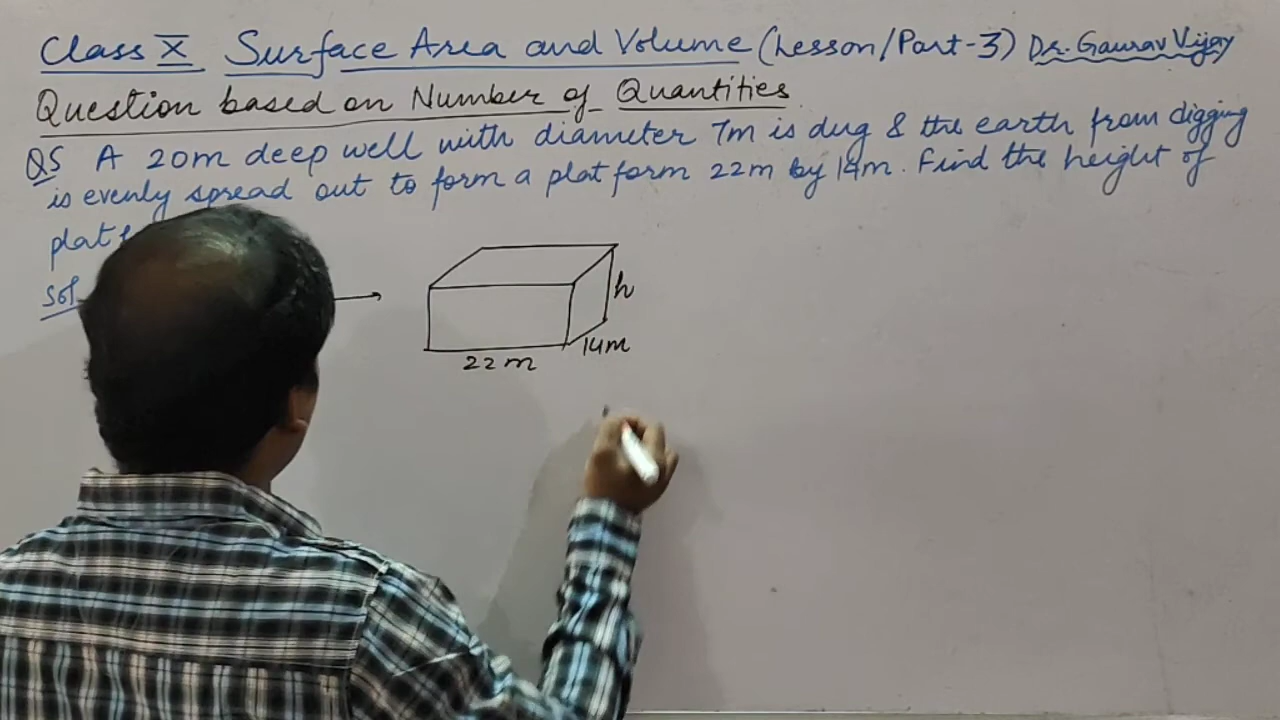 Class X Surface Area and Volume (Lesson/Part-3) Dr. Gaurav Vijay
Question based on Number of Quantities
Q5 A 20m deep well with diameter 7m is dug & the earth from digging
is evenly spread out to form a platform 22m by 14m. Find the height of
Sol
h
14m
22 m